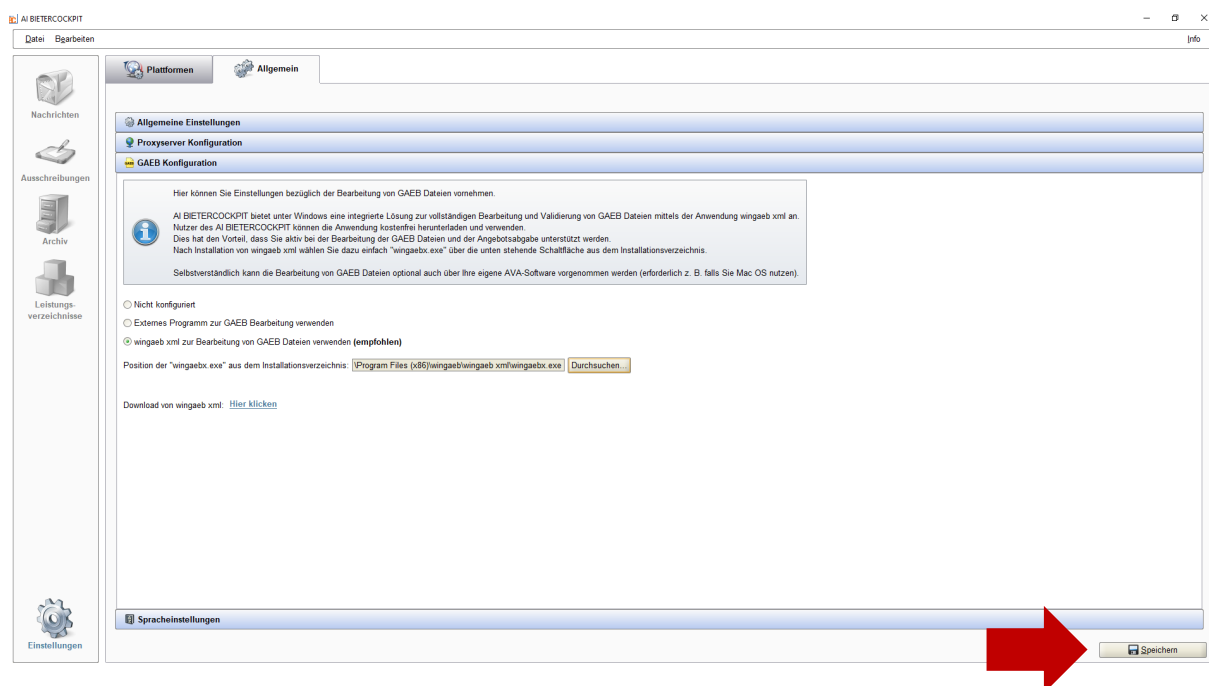 AI BIETERCOCKPIT
Datei Bearbeiten Info
Plattformen Allgemein
Nachrichten
Ausschreibungen
Archiv
Leistungs-
verzeichnisse
Einstellungen
Allgemeine Einstellungen
Proxyserver Konfiguration
GAEB Konfiguration
Hier können Sie Einstellungen bezüglich der Bearbeitung von GAEB Dateien vornehmen.
AI BIETERCOCKPIT bietet unter Windows eine integrierte Lösung zur vollständigen Bearbeitung und Validierung von GAEB Dateien mittels der Anwendung wingaeb xml an.
Nutzer des AI BIETERCOCKPIT können die Anwendung kostenfrei herunterladen und verwenden.
Dies hat den Vorteil, dass Sie aktiv bei der Bearbeitung der GAEB Dateien und der Angebotsabgabe unterstützt werden.
Nach Installation von wingaeb xml wählen Sie dazu einfach "wingaebx.exe" über die unten stehende Schaltfläche aus dem Installationsverzeichnis.
Selbstverständlich kann die Bearbeitung von GAEB Dateien optional auch über Ihre eigene AVA-Software vorgenommen werden (erforderlich z. B. falls Sie Mac OS nutzen).
Nicht konfiguriert
Externes Programm zur GAEB Bearbeitung verwenden
wingaeb xml zur Bearbeitung von GAEB Dateien verwenden (empfohlen)
Position der "wingaebx.exe" aus dem Installationsverzeichnis: \Program Files (x86)\wingaeb\wingaeb xml\wingaebx.exe Durchsuchen...
Download von wingaeb xml: Hier klicken
Spracheinstellungen
Speichern